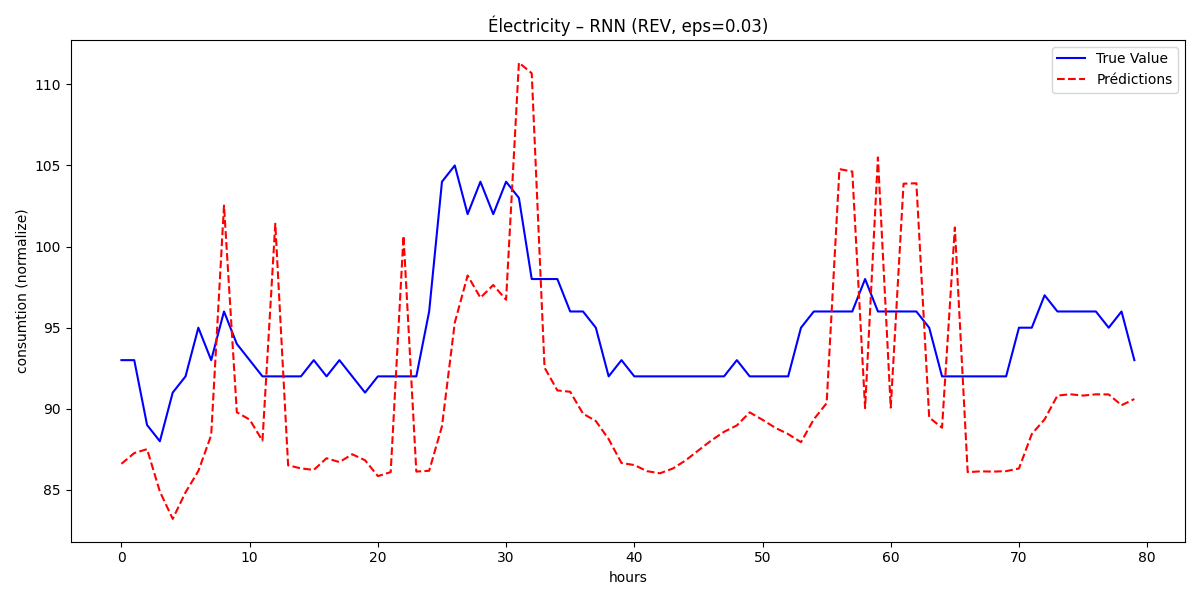 Électricity – RNN (REV, eps=0.03)
True Value
Prédictions
consumtion (normalize)
110
105
100
95
90
85
0 10 20 30 40 50 60 70 80
hours